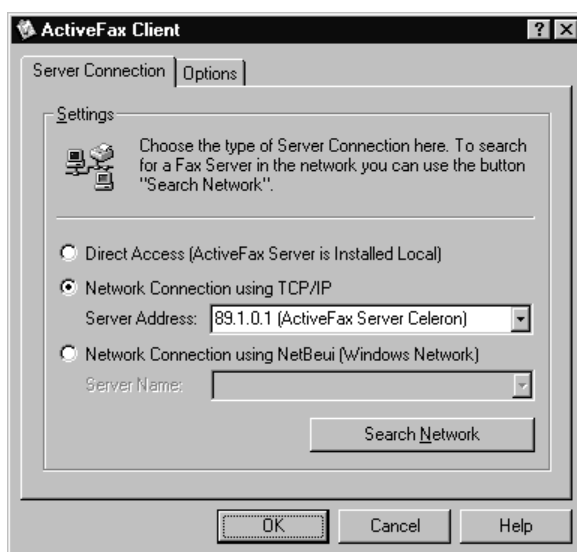 ActiveFax Client
Server Connection
Options
Settings
Choose the type of Server Connection here. To search
for a Fax Server in the network you can use the button
"Search Network".
Direct Access (ActiveFax Server is Installed Local)
Network Connection using TCP/IP
Server Address: 89.1.0.1 (ActiveFax Server Celeron)
Network Connection using NetBeui (Windows Network)
Server Name:
Search Network
OK Cancel Help